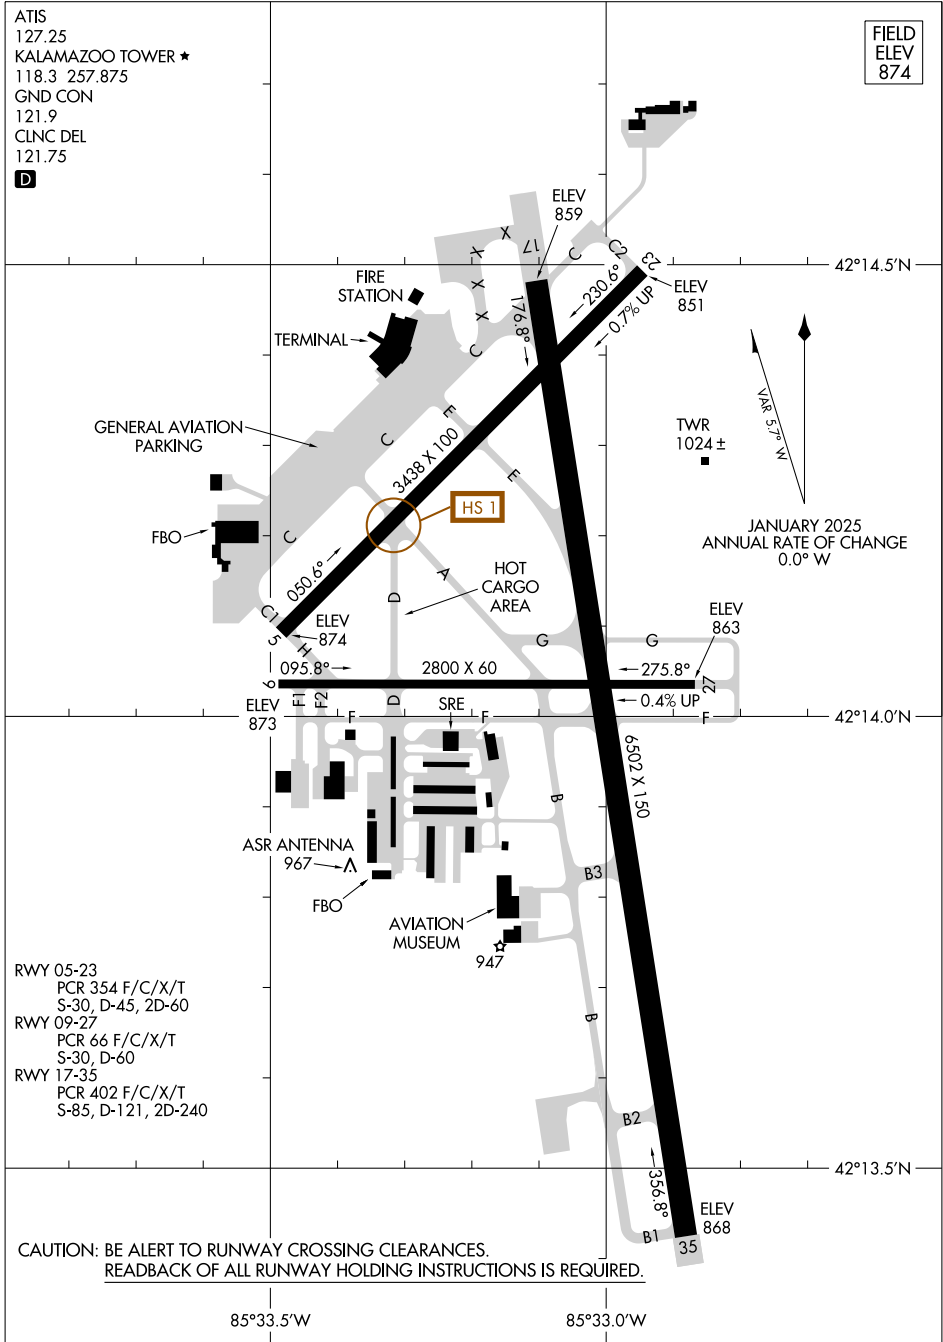 ATIS
127.25
KALAMAZOO TOWER ★
118.3 257.875
GND CON
121.9
CLNC DEL
121.75
D
FIELD
ELEV
874
ELEV
859
X
17
C
C2
23
X
X
X
C
FIRE
STATION
TERMINAL
42°14.5'N
ELEV
851
230.6°
0.7% UP
176.8°
VAR 5.7° W
TWR
1024 ±
GENERAL AVIATION
PARKING
C
E
E
3438 X 100
HS 1
FBO
C
JANUARY 2025
ANNUAL RATE OF CHANGE
0.0° W
050.6°
A
D
HOT
CARGO
AREA
C1
5
H
ELEV
874
ELEV
863
G
G
095.8°
2800 X 60
275.8°
9
27
0.4% UP
F1
F2
D
SRE
ELEV
873
F
F
F
42°14.0'N
6502 X 150
B
B3
ASR ANTENNA
967
FBO
AVIATION
MUSEUM
947
RWY 05-23
PCR 354 F/C/X/T
S-30, D-45, 2D-60
RWY 09-27
PCR 66 F/C/X/T
S-30, D-60
RWY 17-35
PCR 402 F/C/X/T
S-85, D-121, 2D-240
B
B2
42°13.5'N
356.8°
B1
35
ELEV
868
CAUTION: BE ALERT TO RUNWAY CROSSING CLEARANCES.
READBACK OF ALL RUNWAY HOLDING INSTRUCTIONS IS REQUIRED.
85°33.5'W
85°33.0'W